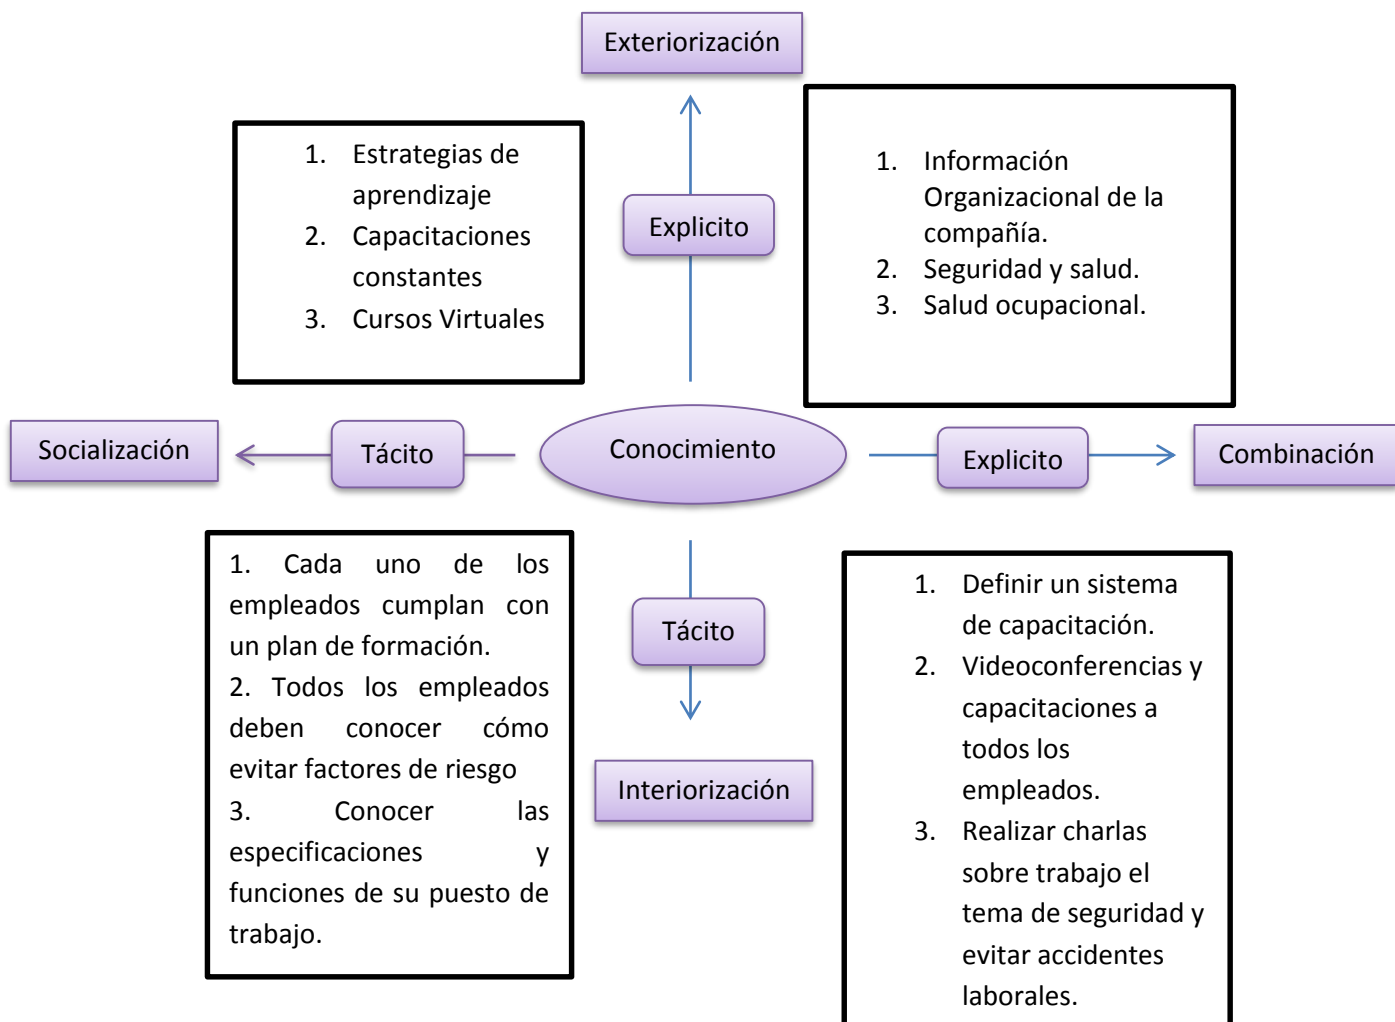 Exteriorización
1. Estrategias de
aprendizaje
2. Capacitaciones
constantes
3. Cursos Virtuales
Explicito
1. Información
Organizacional de la
compañía.
2. Seguridad y salud.
3. Salud ocupacional.
Socialización
Tácito
Conocimiento
Explicito
Combinación
1. Cada uno de los
empleados cumplan con
un plan de formación.
2. Todos los empleados
deben conocer cómo
evitar factores de riesgo
3. Conocer las
especificaciones y
funciones de su puesto de
trabajo.
Tácito
Interiorización
1. Definir un sistema
de capacitación.
2. Videoconferencias y
capacitaciones a
todos los
empleados.
3. Realizar charlas
sobre trabajo el
tema de seguridad y
evitar accidentes
laborales.